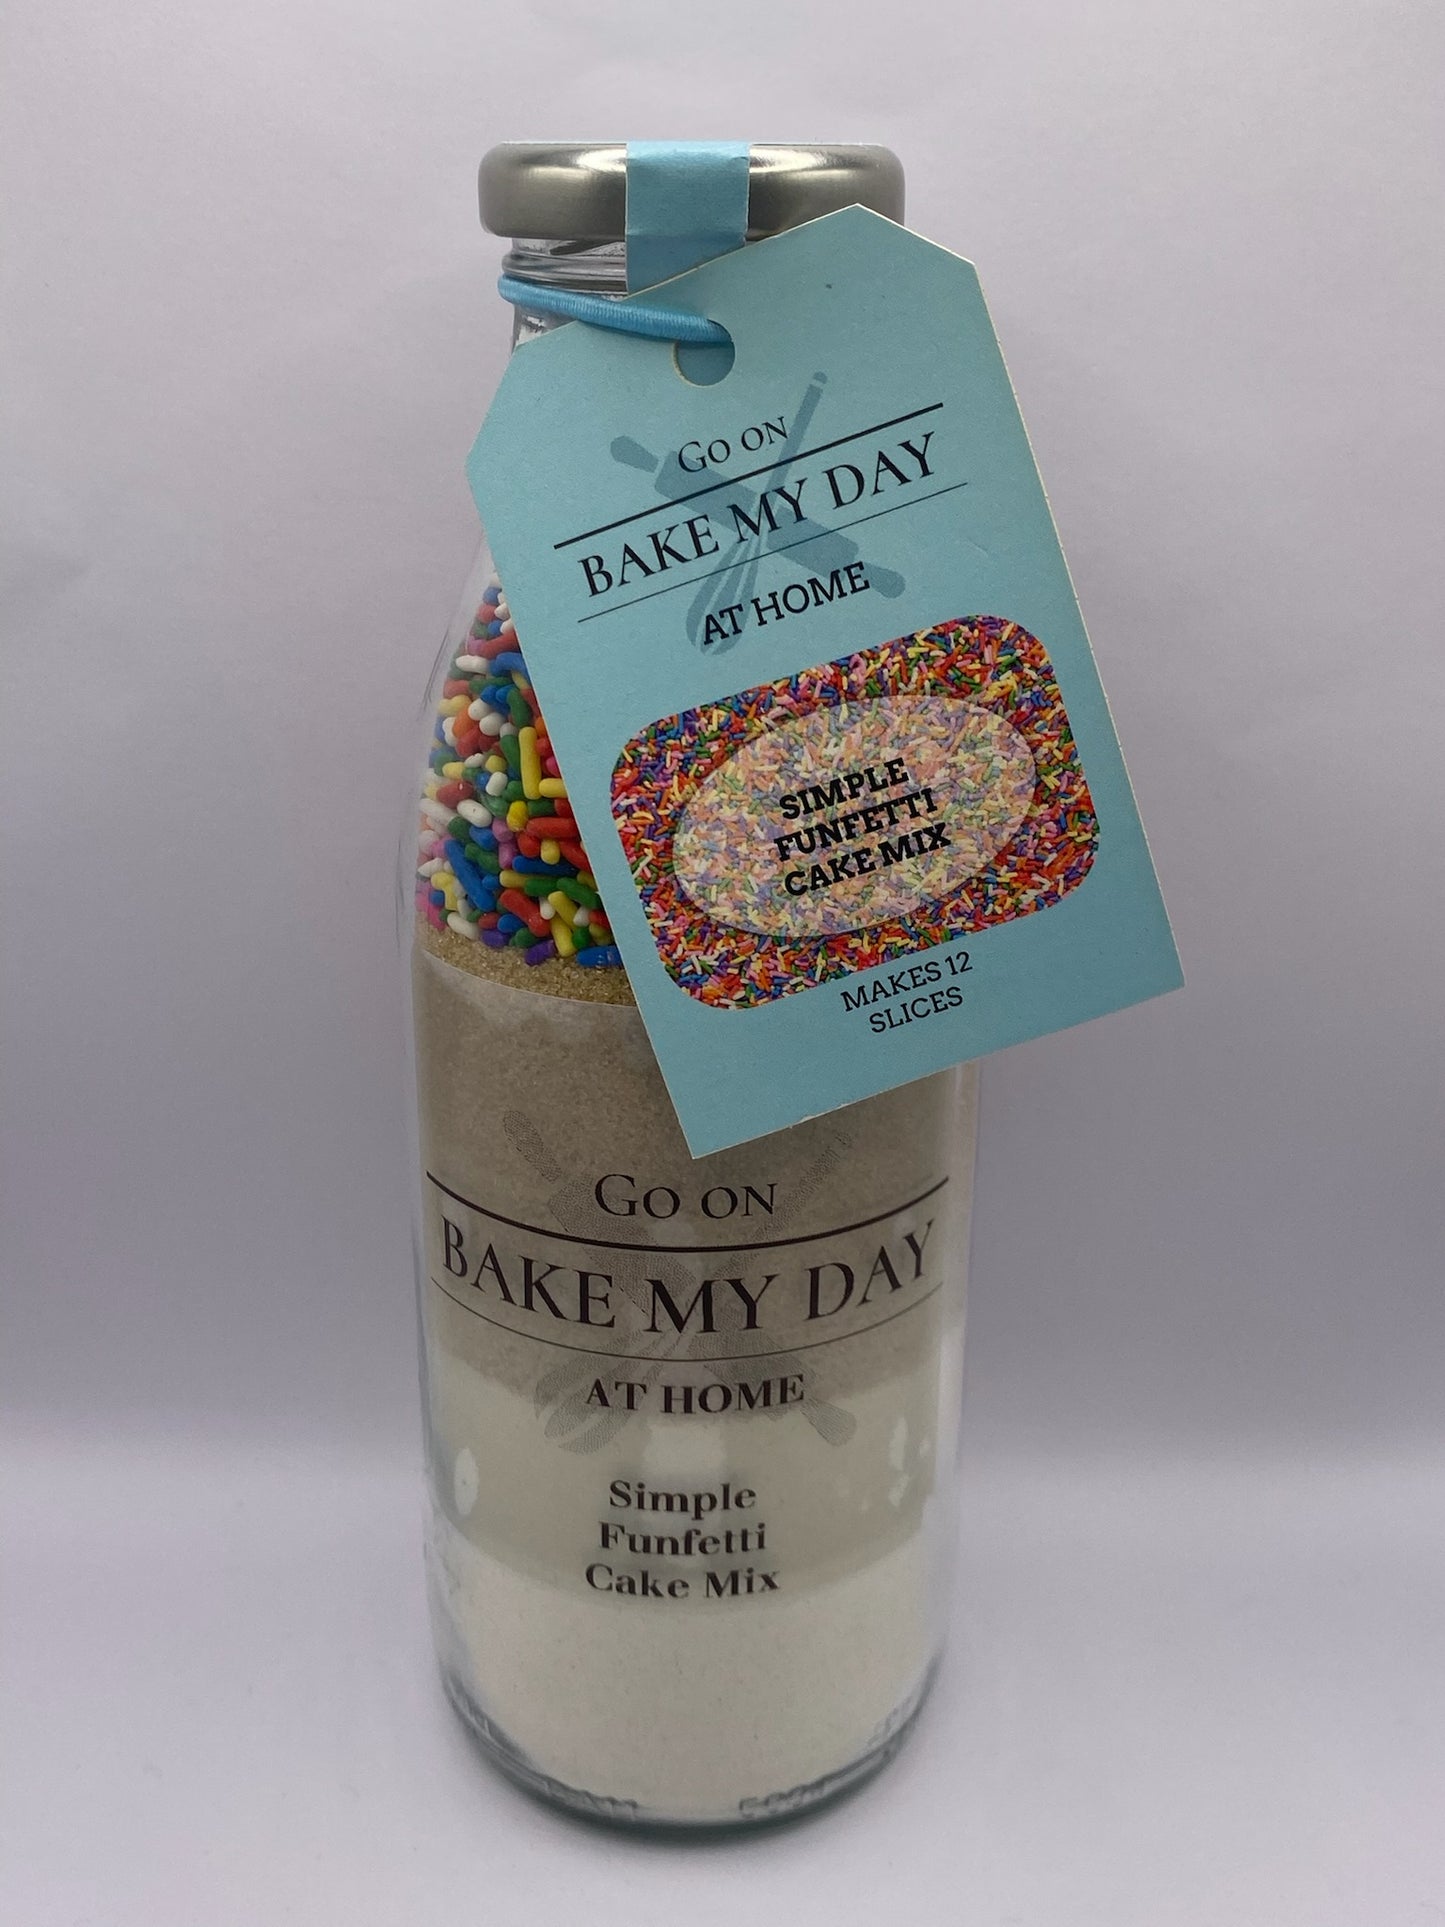 GO ON
BAKE MY DAY
AT HOME
SIMPLE
FUNFETTI
CAKE MIX
MAKES 12
SLICES
GO ON
BAKE MY DAY
AT HOME
Simple
Funfetti
Cake Mix